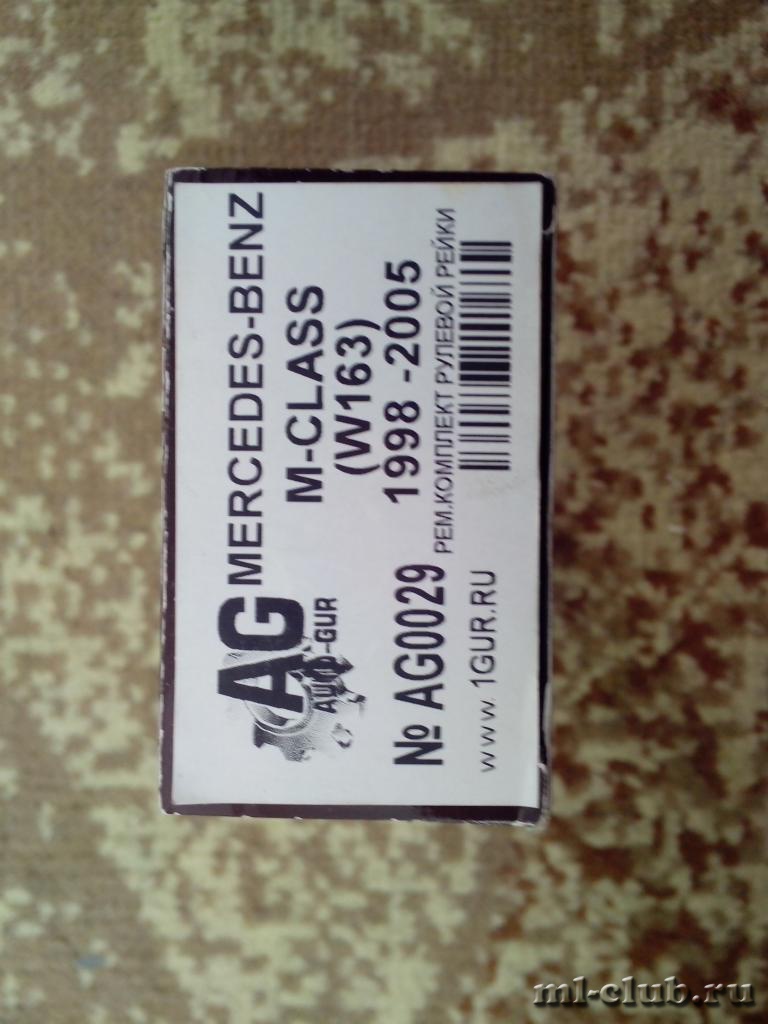 AG
AUTO-GUR
MERCEDES-BENZ
M-CLASS
(W163)
1998 -2005
№ AG0029
РЕМ.КОМПЛЕКТ РУЛЕВОЙ РЕЙКИ
www.1GUR.RU
ml-club.ru